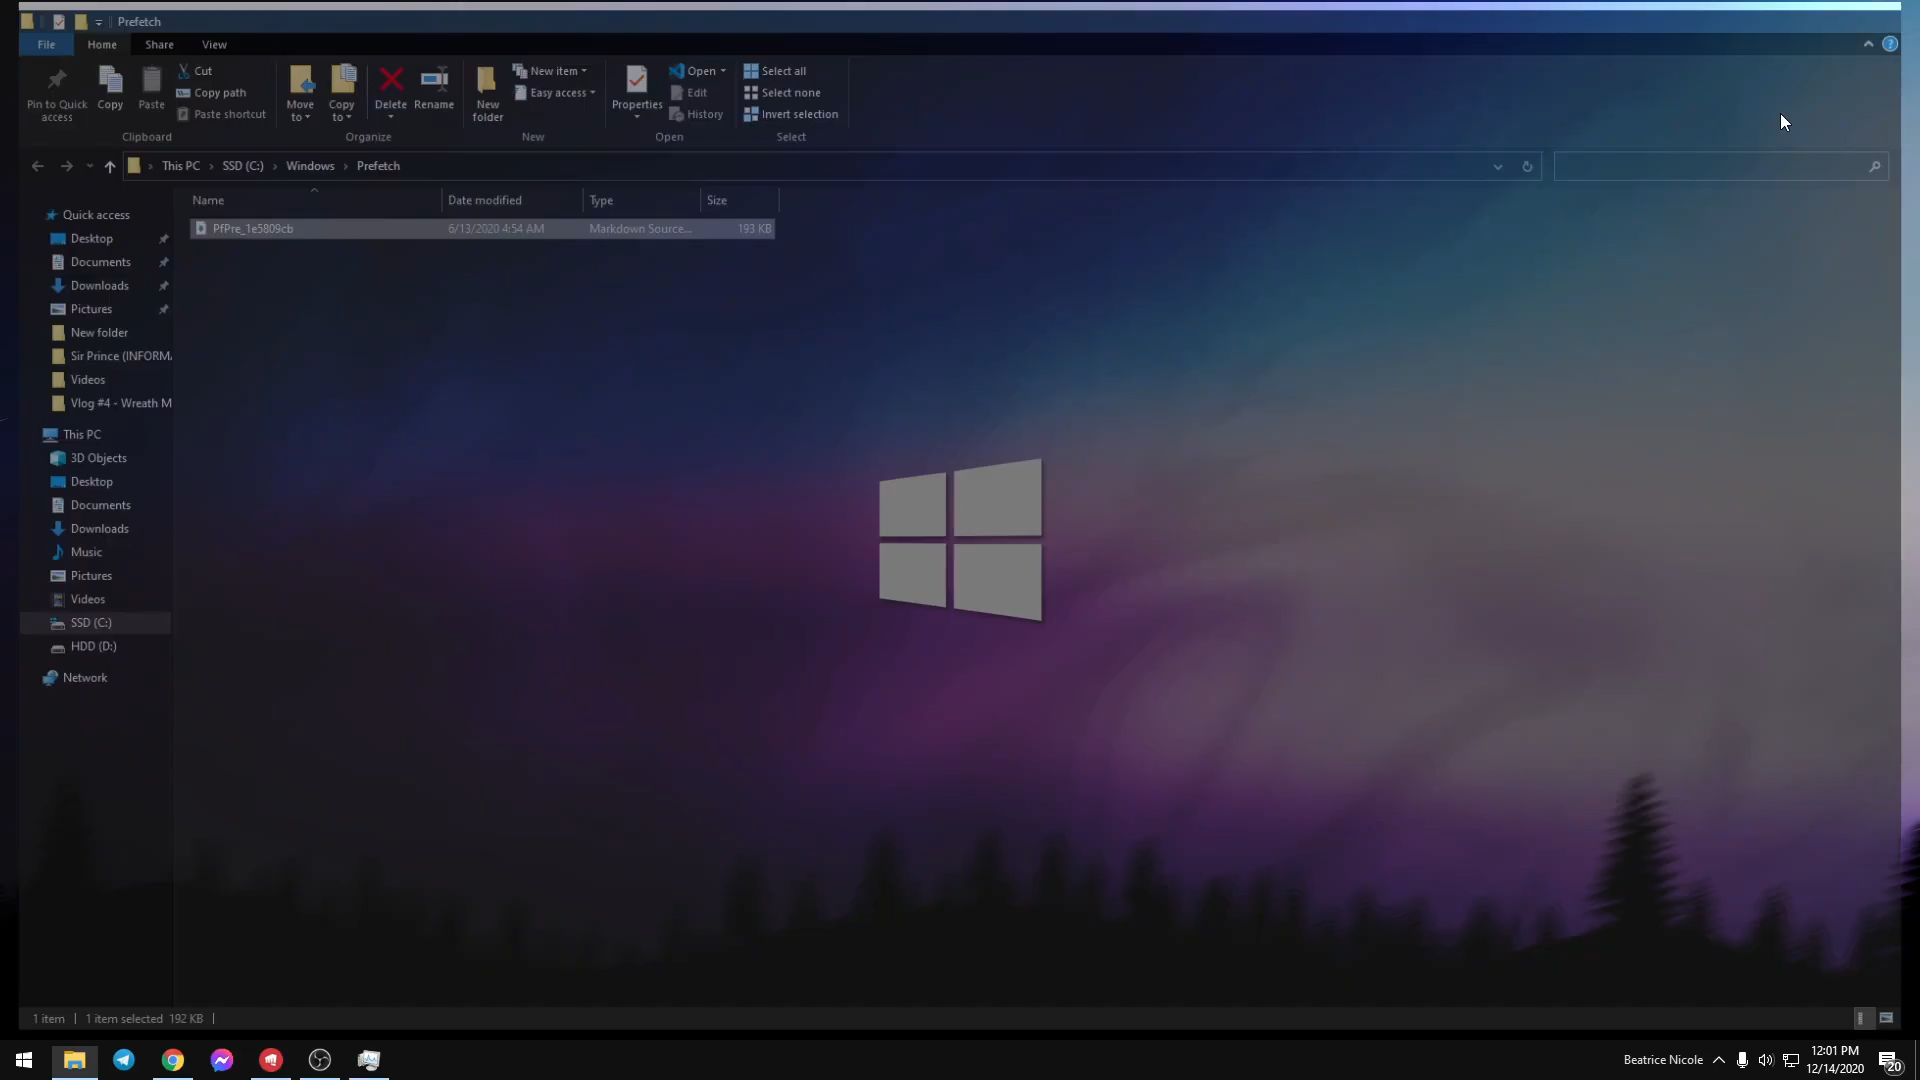 Prefetch
File Home Share View
Pin to Quick access
Copy
Paste
Cut
Copy path
Paste shortcut
Clipboard
Move to
Copy to
Delete
Rename
Organize
New folder
New item
Easy access
New
Properties
Open
Edit
History
Open
Select all
Select none
Invert selection
Select
This PC › SSD (C:) › Windows › Prefetch
Name Date modified Type Size
PfPre_1e5809cb 6/13/2020 4:54 AM Markdown Source... 193 KB
Quick access
Desktop
Documents
Downloads
Pictures
New folder
Sir Prince (INFORMA
Videos
Vlog #4 - Wreath M
This PC
3D Objects
Desktop
Documents
Downloads
Music
Pictures
Videos
SSD (C:)
HDD (D:)
Network
1 item 1 item selected 192 KB
Beatrice Nicole
12:01 PM
12/14/2020
20